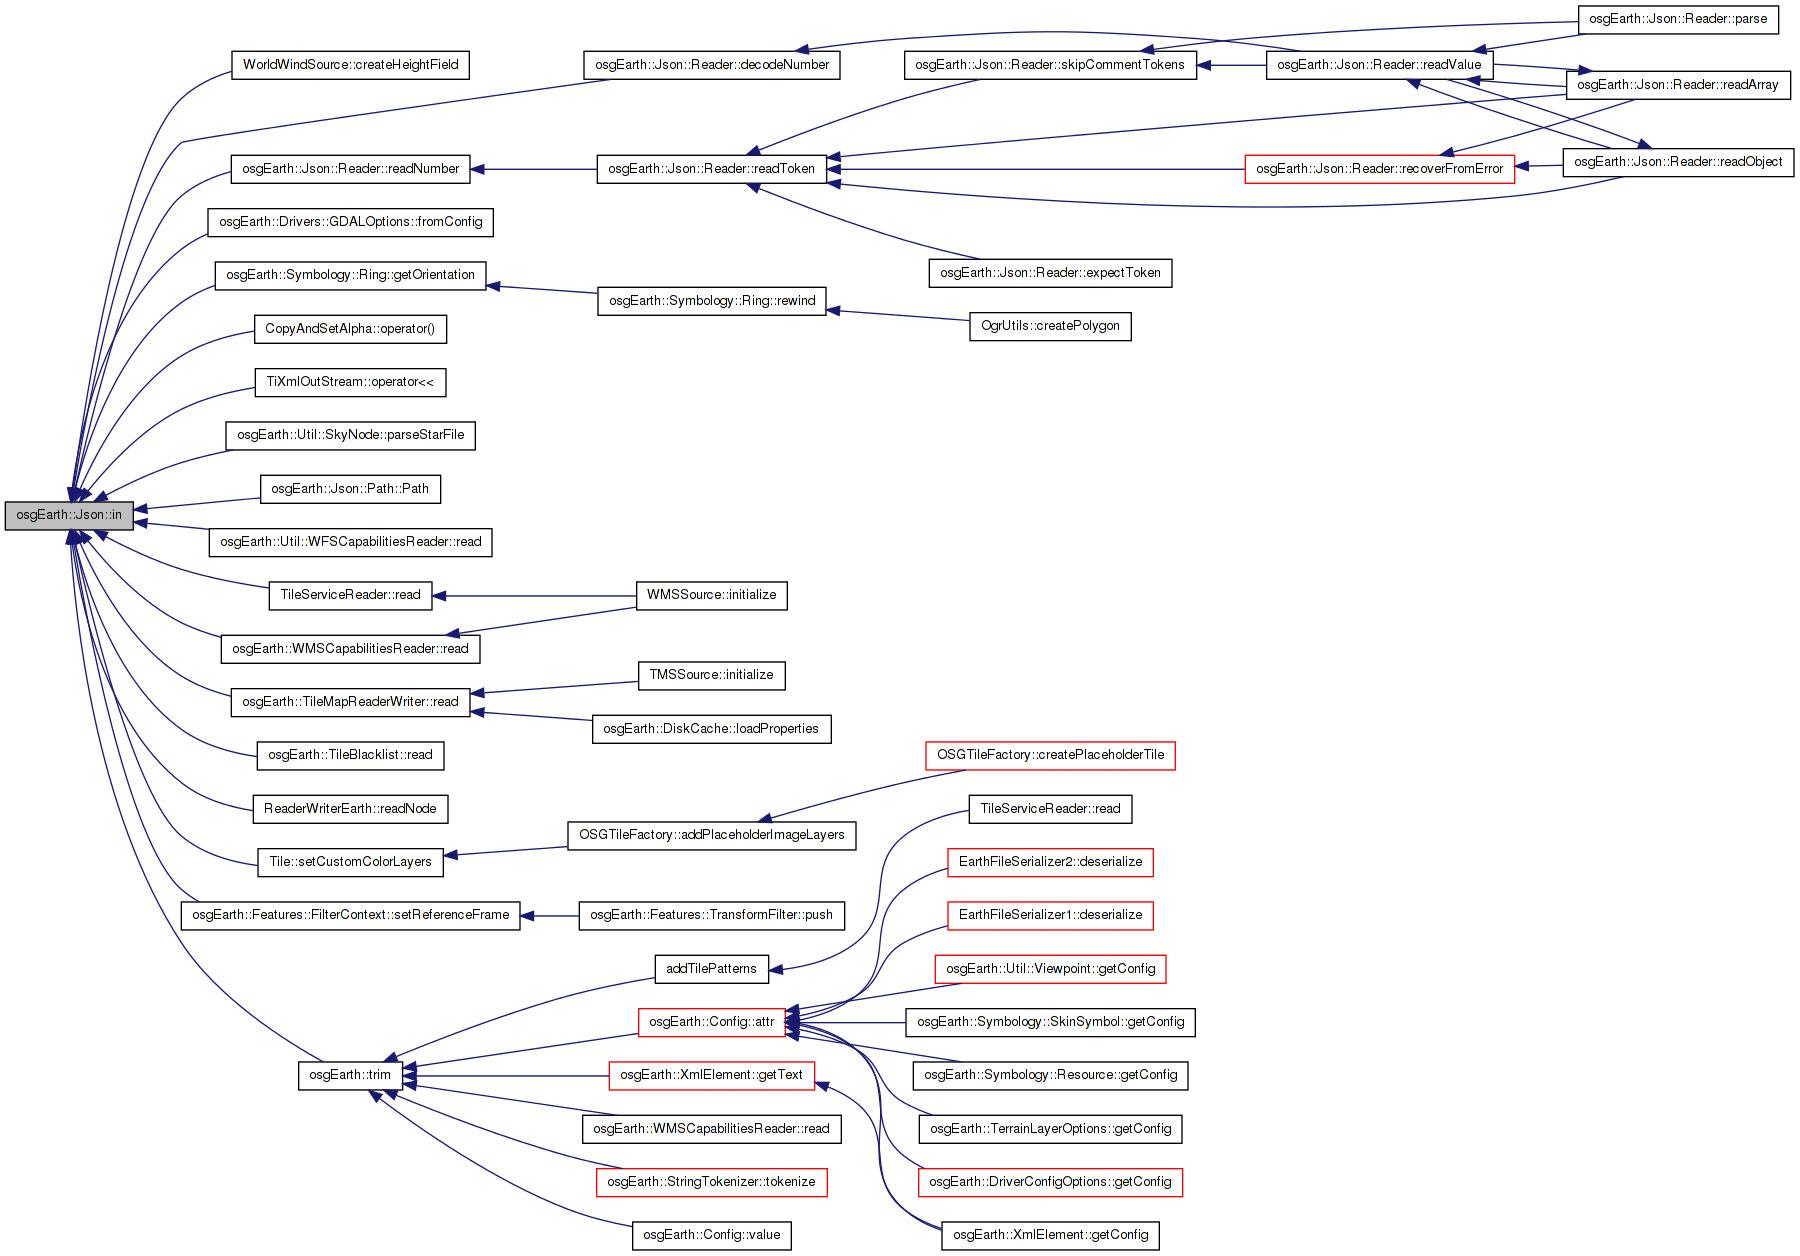 osgEarth::Json::in
WorldWindSource::createHeightField
osgEarth::Json::Reader::decodeNumber
osgEarth::Json::Reader::skipCommentTokens
osgEarth::Json::Reader::readValue
osgEarth::Json::Reader::parse
osgEarth::Json::Reader::readArray
osgEarth::Json::Reader::readNumber
osgEarth::Json::Reader::readToken
osgEarth::Json::Reader::recoverFromError
osgEarth::Json::Reader::readObject
osgEarth::Drivers::GDALOptions::fromConfig
osgEarth::Json::Reader::expectToken
osgEarth::Symbology::Ring::getOrientation
osgEarth::Symbology::Ring::rewind
OgrUtils::createPolygon
CopyAndSetAlpha::operator()
TiXmlOutStream::operator<<
osgEarth::Util::SkyNode::parseStarFile
osgEarth::Json::Path::Path
osgEarth::Util::WFSCapabilitiesReader::read
TileServiceReader::read
WMSSource::initialize
osgEarth::WMSCapabilitiesReader::read
osgEarth::TileMapReaderWriter::read
TMSSource::initialize
osgEarth::DiskCache::loadProperties
osgEarth::TileBlacklist::read
OSGTileFactory::createPlaceholderTile
ReaderWriterEarth::readNode
TileServiceReader::read
Tile::setCustomColorLayers
OSGTileFactory::addPlaceholderImageLayers
EarthFileSerializer2::deserialize
osgEarth::Features::FilterContext::setReferenceFrame
osgEarth::Features::TransformFilter::push
EarthFileSerializer1::deserialize
addTilePatterns
osgEarth::Util::Viewpoint::getConfig
osgEarth::Config::attr
osgEarth::Symbology::SkinSymbol::getConfig
osgEarth::trim
osgEarth::XmlElement::getText
osgEarth::Symbology::Resource::getConfig
osgEarth::WMSCapabilitiesReader::read
osgEarth::TerrainLayerOptions::getConfig
osgEarth::StringTokenizer::tokenize
osgEarth::DriverConfigOptions::getConfig
osgEarth::Config::value
osgEarth::XmlElement::getConfig